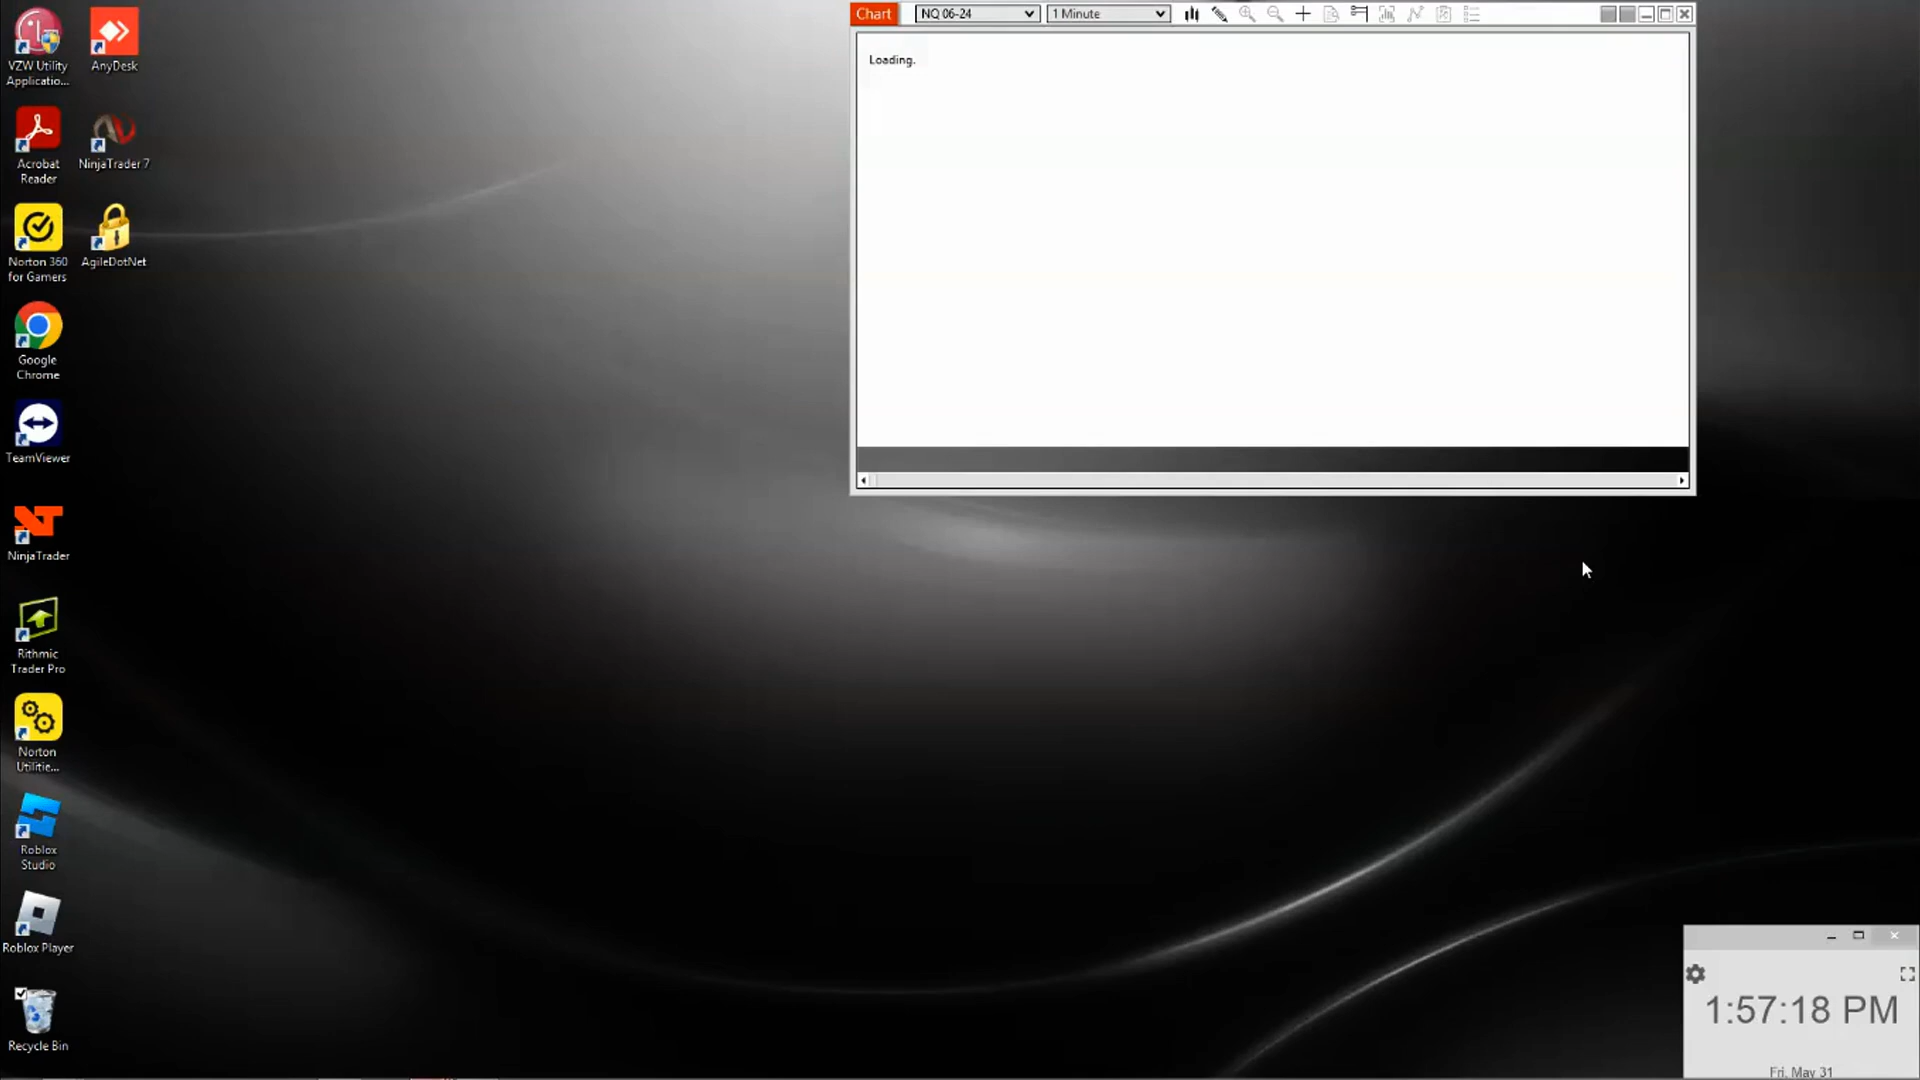 Chart
NQ 06-24
1 Minute
Loading.
VZW Utility
Applicatio...
AnyDesk
Acrobat
Reader
NinjaTrader 7
Norton 360
for Gamers
AgileDotNet
Google
Chrome
TeamViewer
NinjaTrader
Rithmic
Trader Pro
Norton
Utilitie...
Roblox
Studio
Roblox Player
Recycle Bin
1:57:18 PM
Fri, May 31